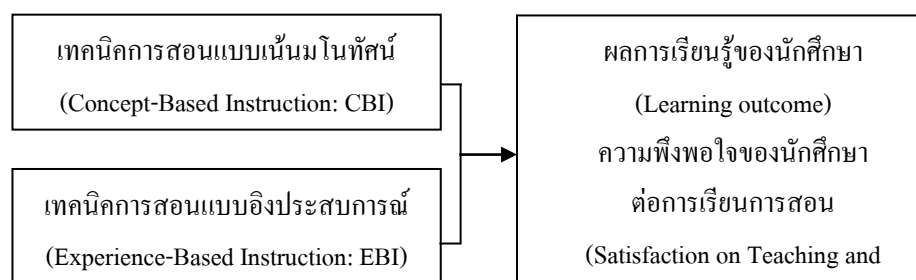 เทคนิคการสอนแบบเน้นมโนทัศน์
(Concept-Based Instruction: CBI)
เทคนิคการสอนแบบอิงประสบการณ์
(Experience-Based Instruction: EBI)
ผลการเรียนรู้ของนักศึกษา
(Learning outcome)
ความพึงพอใจของนักศึกษา
ต่อการเรียนการสอน
(Satisfaction on Teaching and